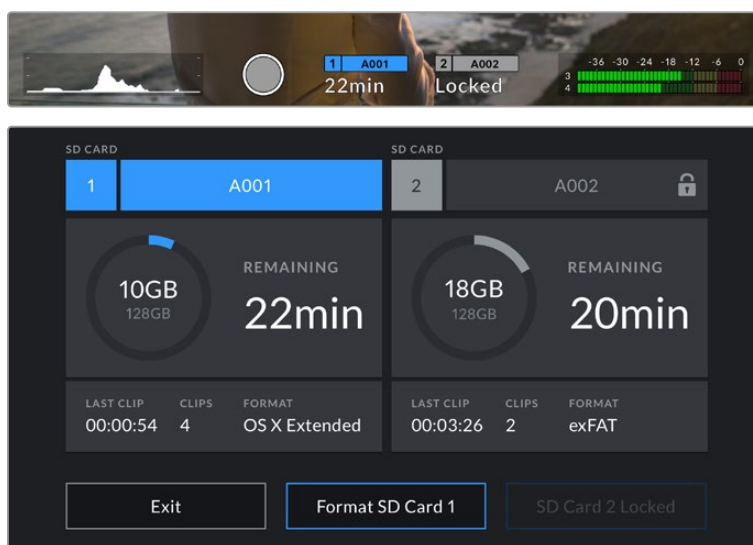 1 A001 2 A002 -36 -30 -24 -18 -12 -6 0
22min Locked 3
4
SD CARD SD CARD
1 A001 2 A002
10GB REMAINING 18GB REMAINING
128GB 22min 128GB 20min
LAST CLIP CLIPS FORMAT LAST CLIP CLIPS FORMAT
00:00:54 4 OS X Extended 00:03:26 2 exFAT
Exit Format SD Card 1 SD Card 2 Locked